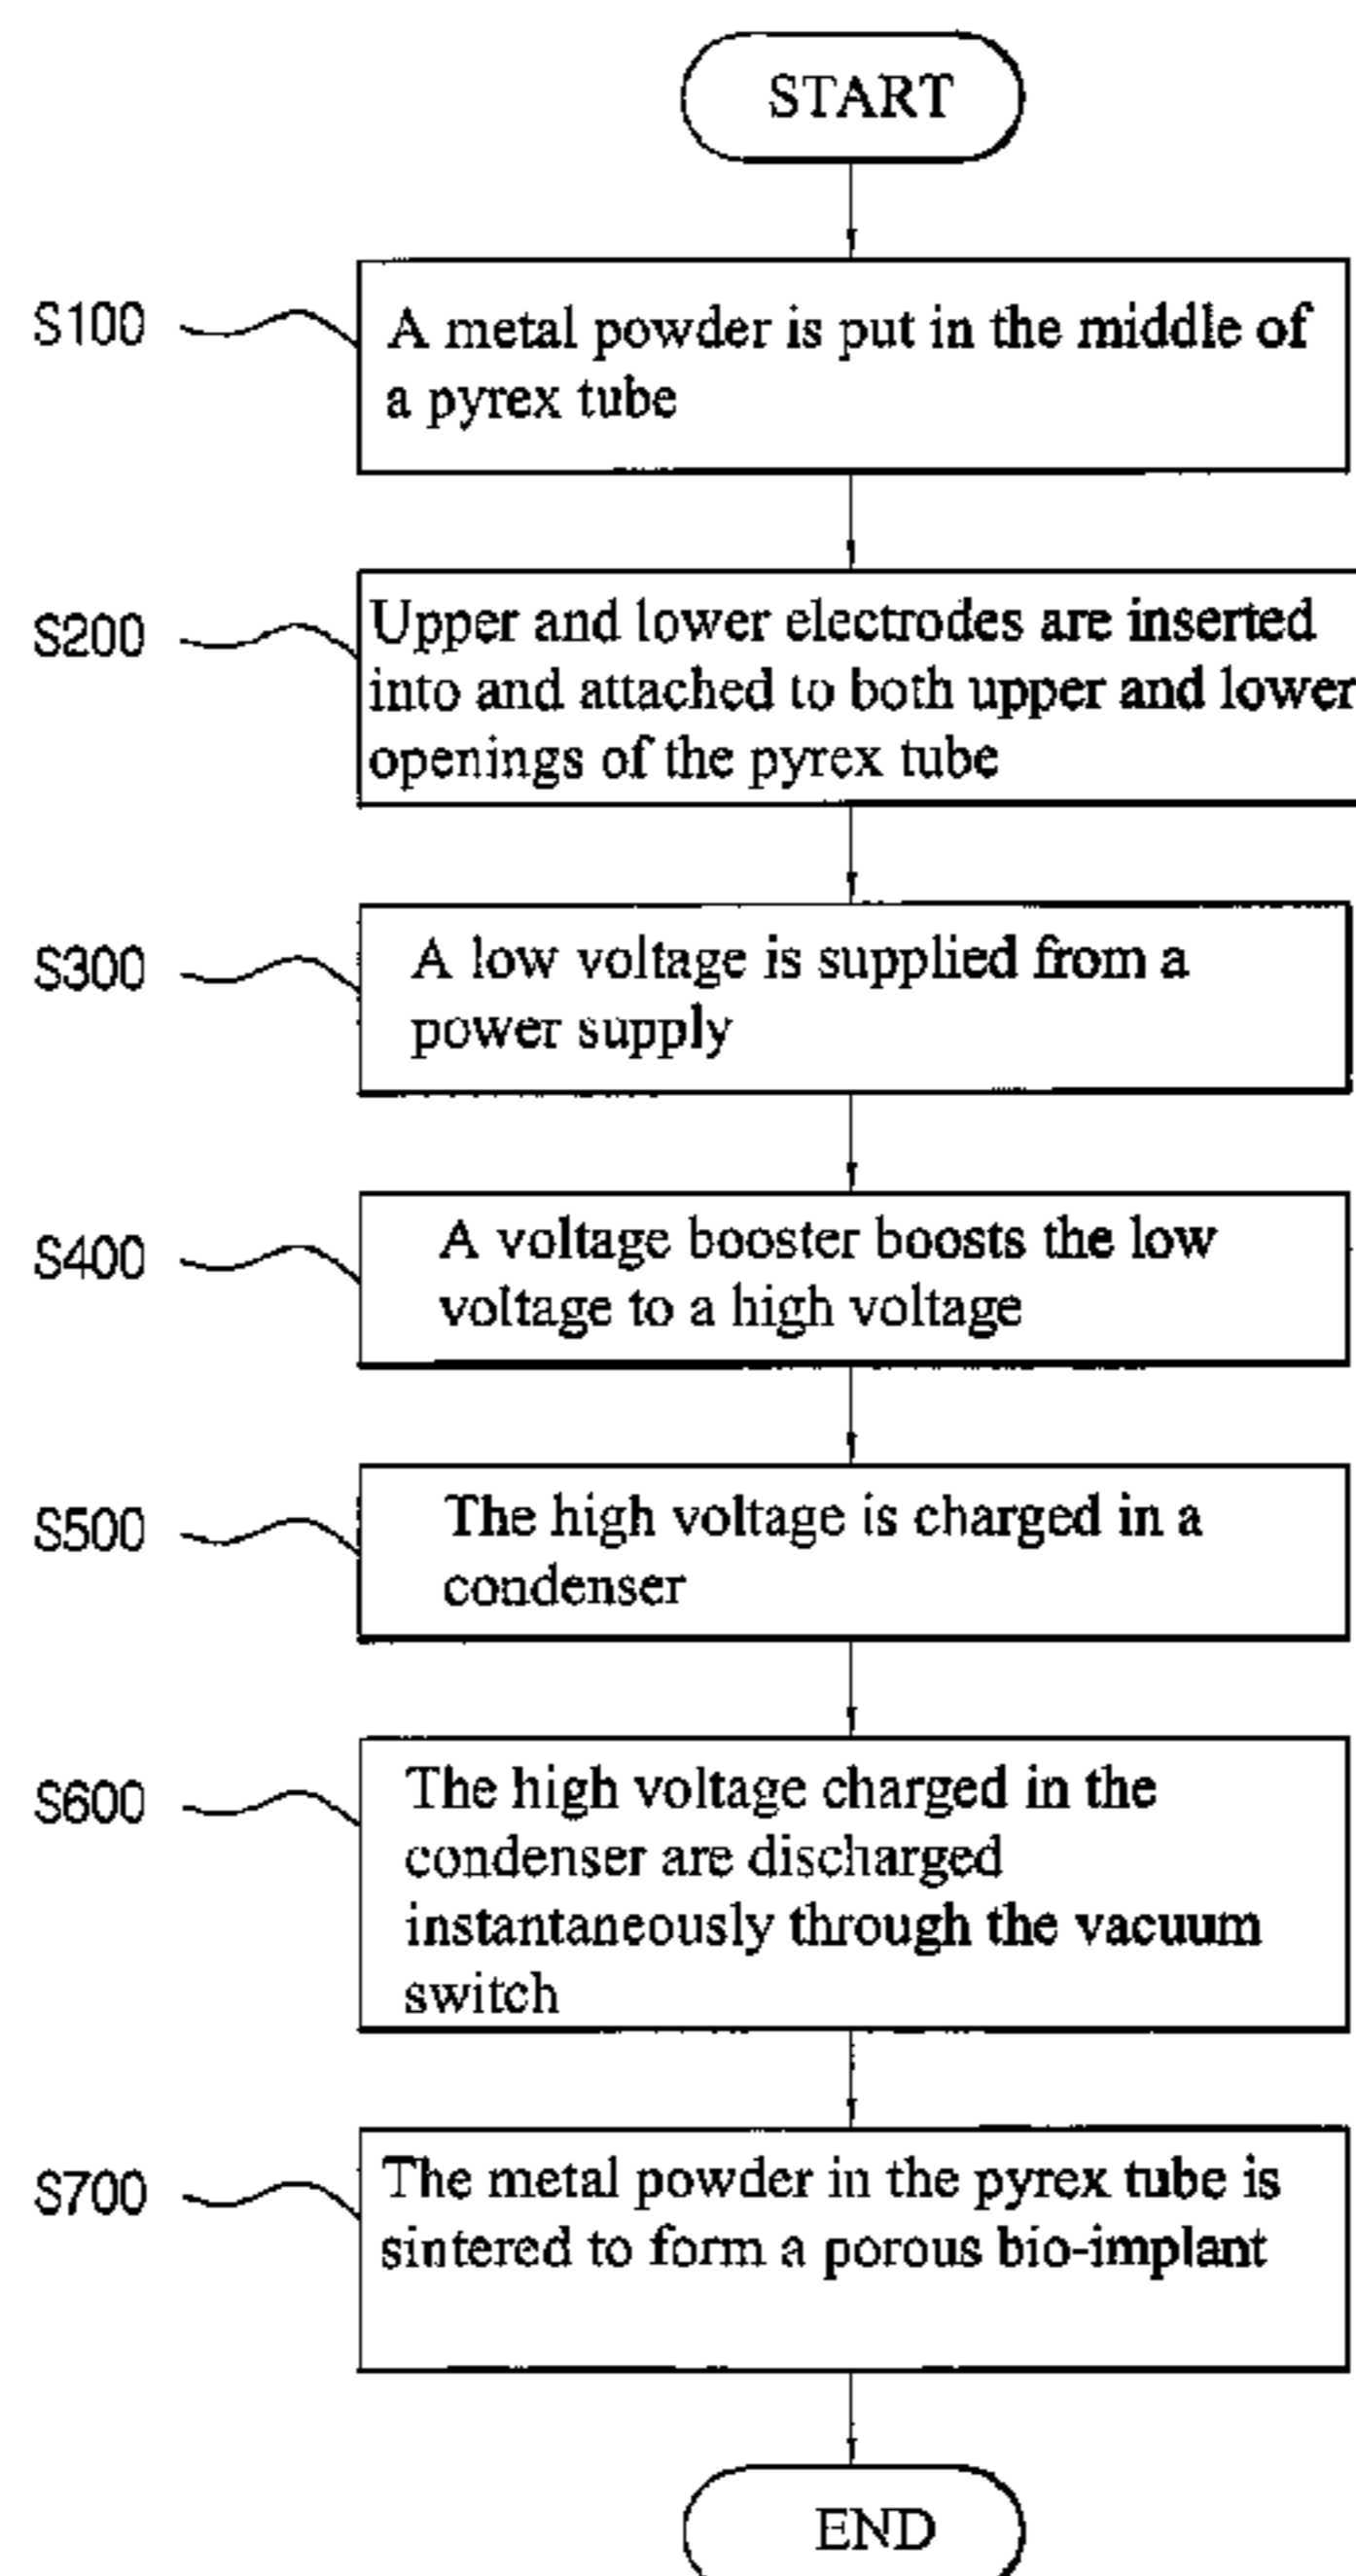 START
S100
A metal powder is put in the middle of
a pyrex tube
S200
Upper and lower electrodes are inserted
into and attached to both upper and lower
openings of the pyrex tube
S300
A low voltage is supplied from a
power supply
S400
A voltage booster boosts the low
voltage to a high voltage
S500
The high voltage is charged in a
condenser
S600
The high voltage charged in the
condenser are discharged
instantaneously through the vacuum
switch
S700
The metal powder in the pyrex tube is
sintered to form a porous bio-implant
END